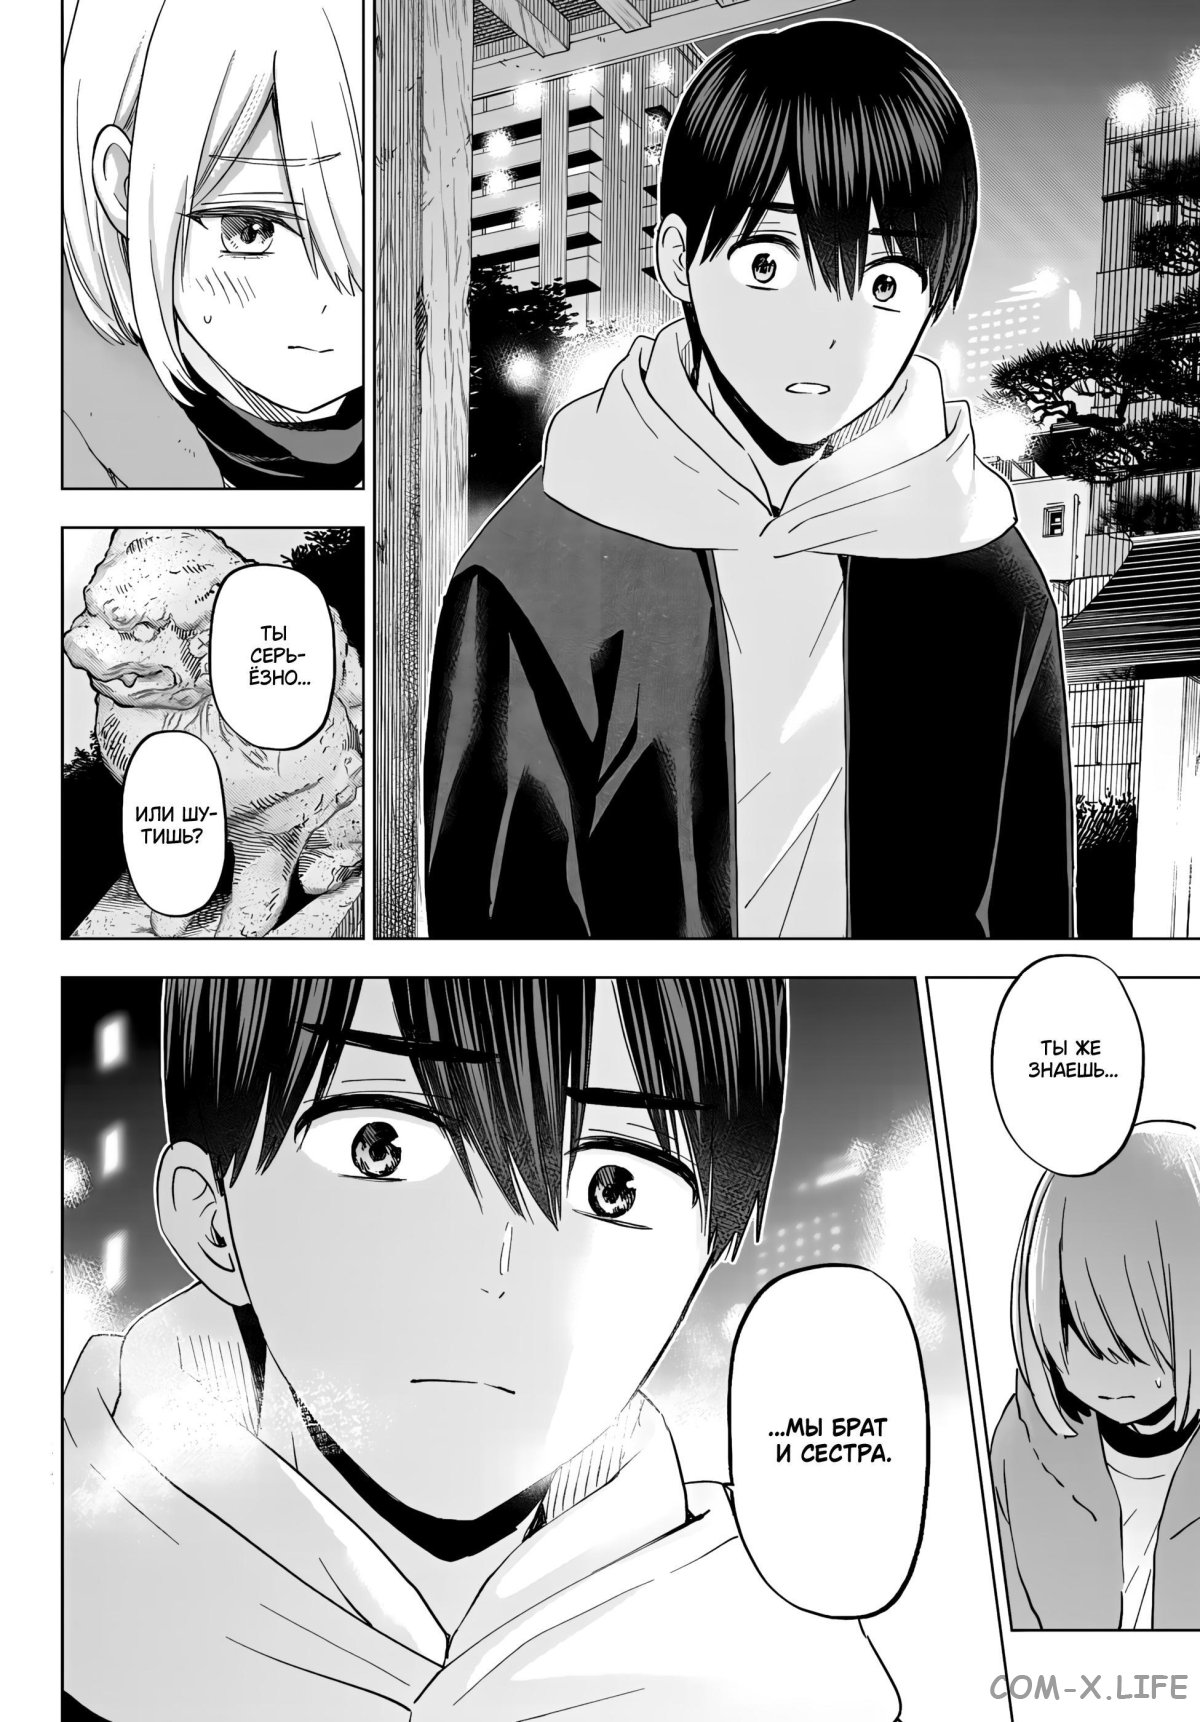 ТЫ
СЕРЬ-
ЁЗНО...
ИЛИ ШУ-
ТИШЬ?
ТЫ ЖЕ
ЗНАЕШЬ...
...МЫ БРАТ
И СЕСТРА.
COM-X.LIFE